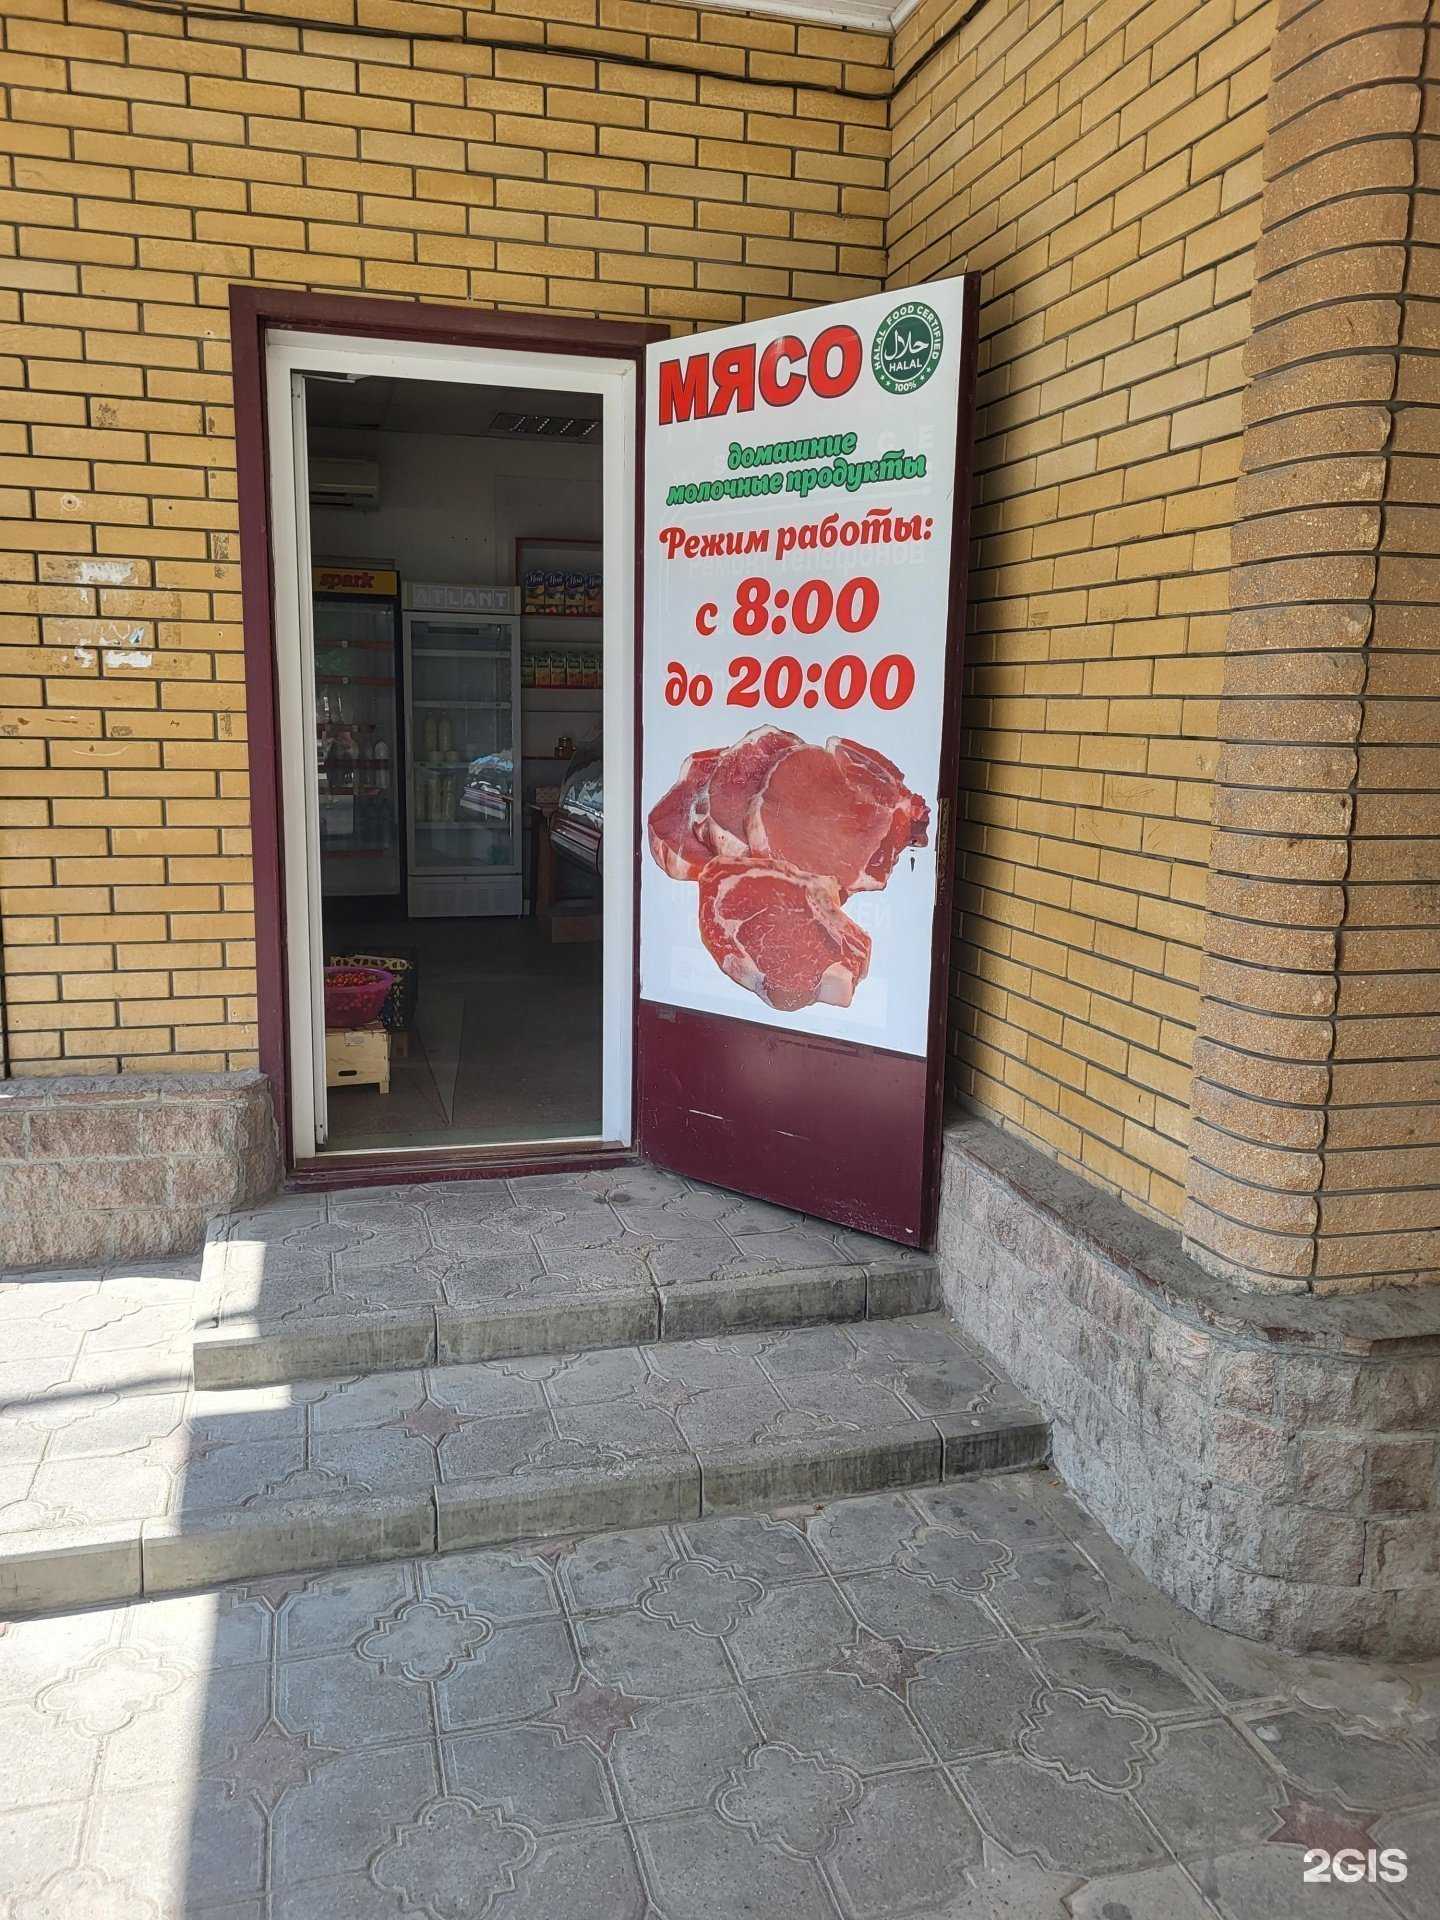 МЯСО
HALAL FOOD CERTIFIED
حلال
HALAL
100%
домашние
молочные продукты
Режим работы:
с 8:00
до 20:00
spark
ATLANT
2GIS